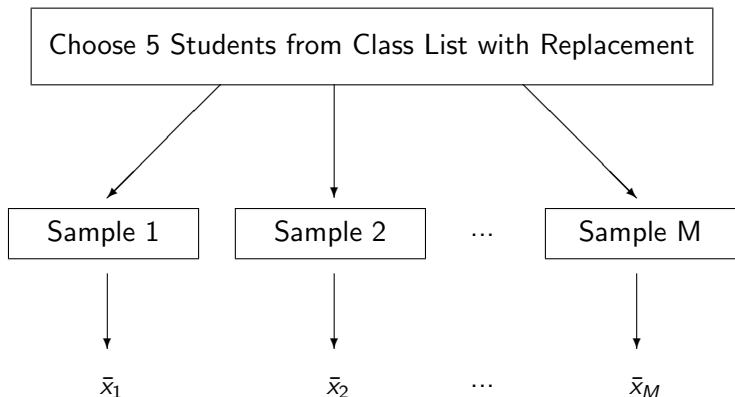 Choose 5 Students from Class List with Replacement
Sample 1 Sample 2 ... Sample M
x̄₁ x̄₂ ... x̄_M